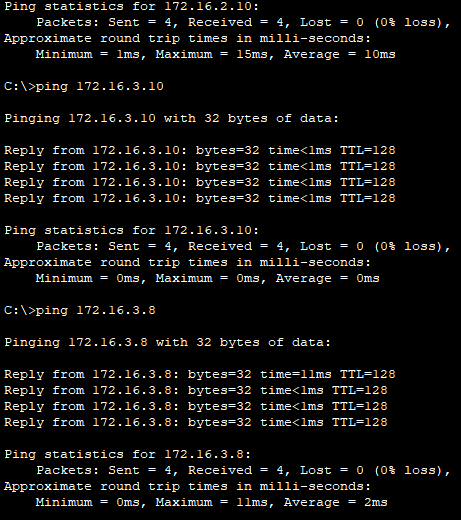 Ping statistics for 172.16.2.10:
    Packets: Sent = 4, Received = 4, Lost = 0 (0% loss),
Approximate round trip times in milli-seconds:
    Minimum = 1ms, Maximum = 15ms, Average = 10ms
C:\>ping 172.16.3.10
Pinging 172.16.3.10 with 32 bytes of data:
Reply from 172.16.3.10: bytes=32 time<1ms TTL=128
Reply from 172.16.3.10: bytes=32 time<1ms TTL=128
Reply from 172.16.3.10: bytes=32 time<1ms TTL=128
Reply from 172.16.3.10: bytes=32 time<1ms TTL=128
Ping statistics for 172.16.3.10:
    Packets: Sent = 4, Received = 4, Lost = 0 (0% loss),
Approximate round trip times in milli-seconds:
    Minimum = 0ms, Maximum = 0ms, Average = 0ms
C:\>ping 172.16.3.8
Pinging 172.16.3.8 with 32 bytes of data:
Reply from 172.16.3.8: bytes=32 time=11ms TTL=128
Reply from 172.16.3.8: bytes=32 time<1ms TTL=128
Reply from 172.16.3.8: bytes=32 time<1ms TTL=128
Reply from 172.16.3.8: bytes=32 time<1ms TTL=128
Ping statistics for 172.16.3.8:
    Packets: Sent = 4, Received = 4, Lost = 0 (0% loss),
Approximate round trip times in milli-seconds:
    Minimum = 0ms, Maximum = 11ms, Average = 2ms